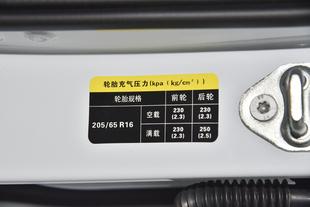 轮胎充气压力(kpa (kg/cm²))
轮胎规格 前轮 后轮
205/65 R16 空载 230 (2.3) 230 (2.3)
满载 230 (2.3) 250 (2.5)